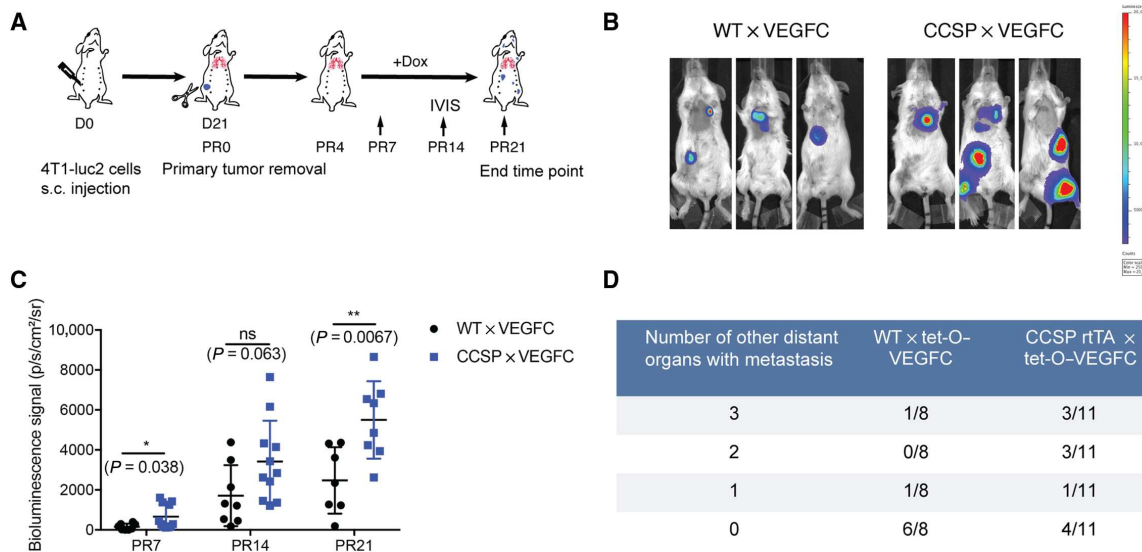 A
+Dox
IVIS
D0
D21
PR0
PR4
PR7
PR14
PR21
4T1-luc2 cells
s.c. injection
Primary tumor removal
End time point
B
WT × VEGFC
CCSP × VEGFC
Counts
C
Bioluminescence signal (p/s/cm²/sr)
10,000
8000
6000
4000
2000
0
*
(P = 0.038)
ns
(P = 0.063)
**
(P = 0.0067)
WT × VEGFC
CCSP × VEGFC
PR7
PR14
PR21
D
Number of other distant organs with metastasis
WT × tet-O–VEGFC
CCSP rtTA × tet-O–VEGFC
3 1/8 3/11
2 0/8 3/11
1 1/8 1/11
0 6/8 4/11